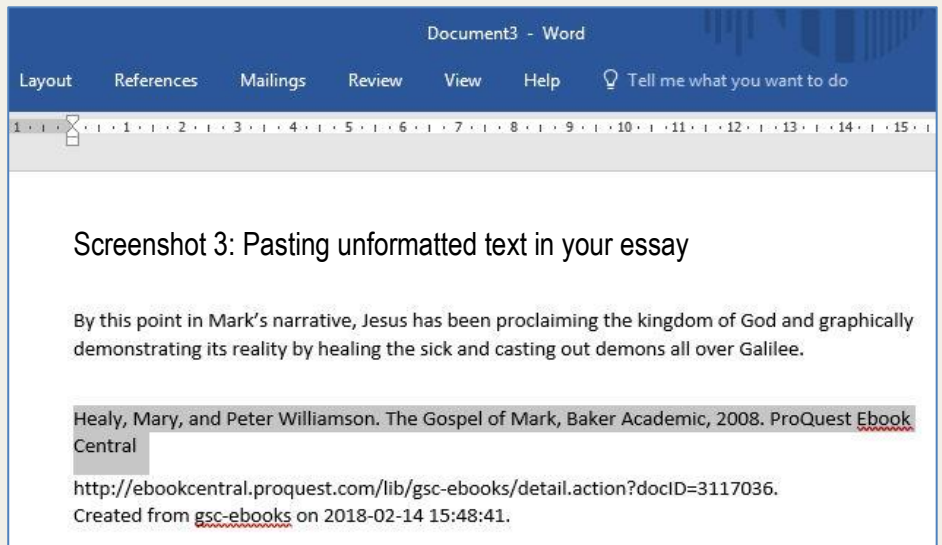 Document3 - Word
Layout References Mailings Review View Help Tell me what you want to do
1 1 2 3 4 5 6 7 8 9 10 11 12 13 14 15
Screenshot 3: Pasting unformatted text in your essay
By this point in Mark’s narrative, Jesus has been proclaiming the kingdom of God and graphically
demonstrating its reality by healing the sick and casting out demons all over Galilee.
Healy, Mary, and Peter Williamson. The Gospel of Mark, Baker Academic, 2008. ProQuest Ebook
Central
http://ebookcentral.proquest.com/lib/gsc-ebooks/detail.action?docID=3117036.
Created from gsc-ebooks on 2018-02-14 15:48:41.